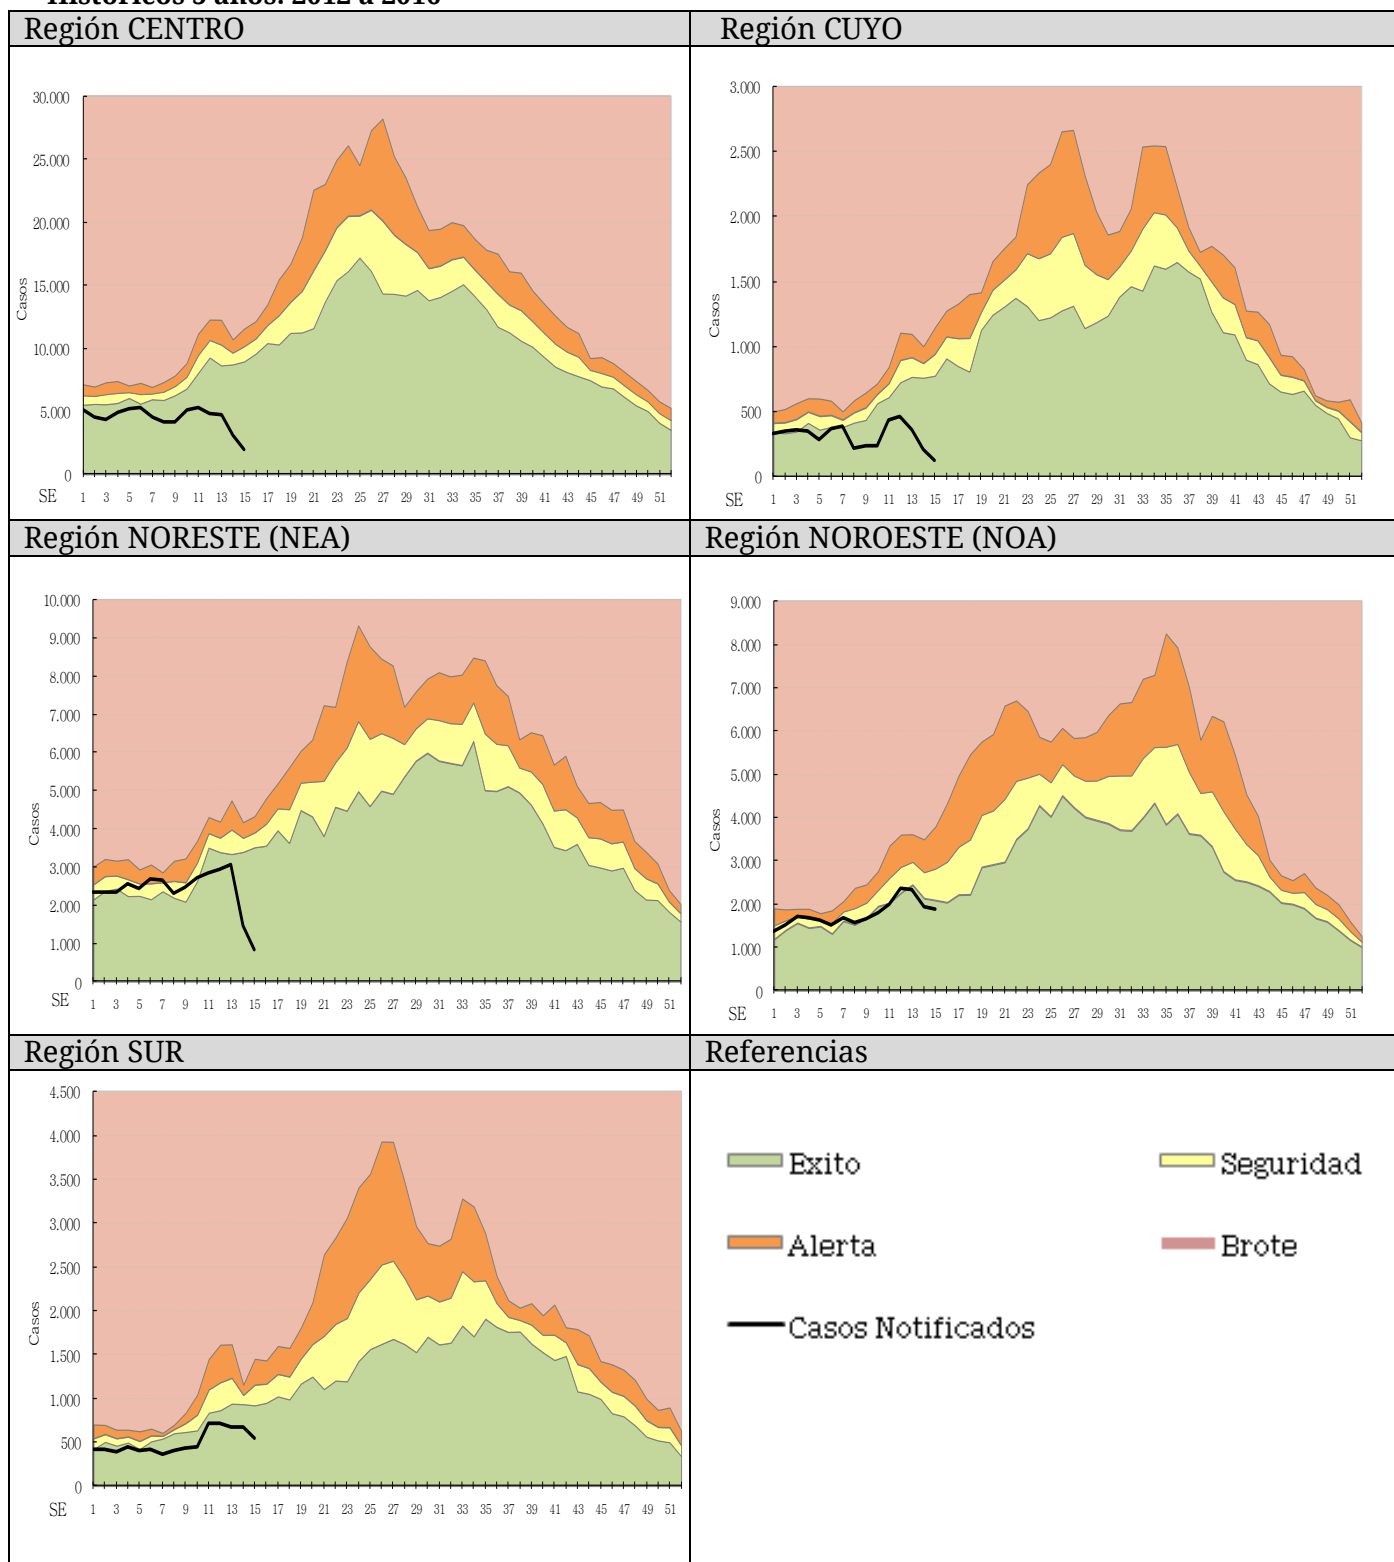 Históricos 5 años: 2012 a 2016
Región CENTRO
Región CUYO
30.000
25.000
20.000
15.000
10.000
5.000
0
Casos
SE
1 3 5 7 9 11 13 15 17 19 21 23 25 27 29 31 33 35 37 39 41 43 45 47 49 51
3.000
2.500
2.000
1.500
1.000
500
0
Casos
SE
1 3 5 7 9 11 13 15 17 19 21 23 25 27 29 31 33 35 37 39 41 43 45 47 49 51
Región NORESTE (NEA)
Región NOROESTE (NOA)
10.000
9.000
8.000
7.000
6.000
5.000
4.000
3.000
2.000
1.000
0
Casos
SE
1 3 5 7 9 11 13 15 17 19 21 23 25 27 29 31 33 35 37 39 41 43 45 47 49 51
9.000
8.000
7.000
6.000
5.000
4.000
3.000
2.000
1.000
0
Casos
SE
1 3 5 7 9 11 13 15 17 19 21 23 25 27 29 31 33 35 37 39 41 43 45 47 49 51
Región SUR
Referencias
4.500
4.000
3.500
3.000
2.500
2.000
1.500
1.000
500
0
Casos
SE
1 3 5 7 9 11 13 15 17 19 21 23 25 27 29 31 33 35 37 39 41 43 45 47 49 51
Exito
Seguridad
Alerta
Brote
Casos Notificados